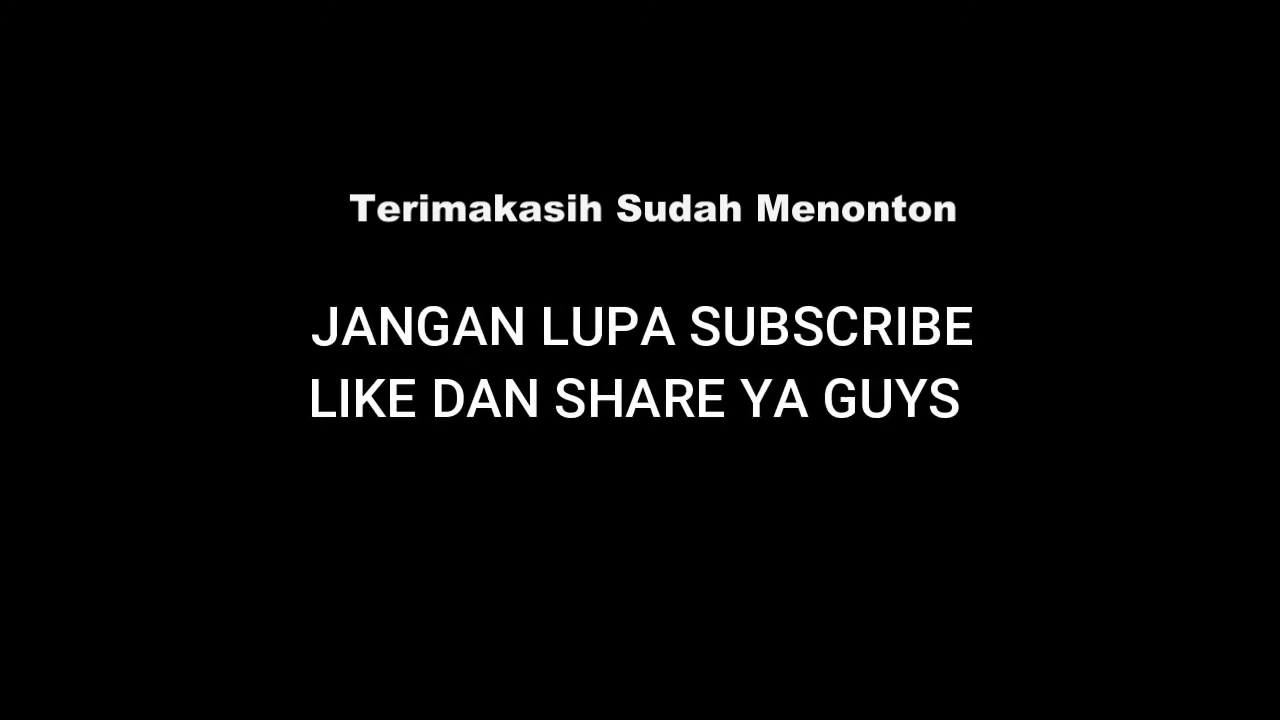 Terimakasih Sudah Menonton
JANGAN LUPA SUBSCRIBE
LIKE DAN SHARE YA GUYS